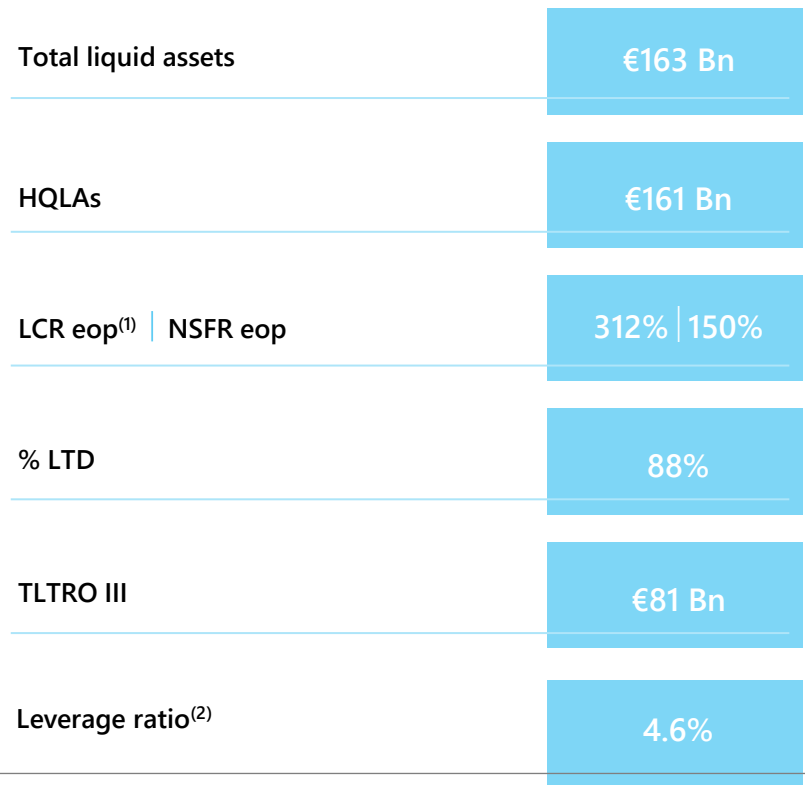 Total liquid assets €163 Bn
HQLAs €161 Bn
LCR eop(1) | NSFR eop 312% | 150%
% LTD 88%
TLTRO III €81 Bn
Leverage ratio(2) 4.6%